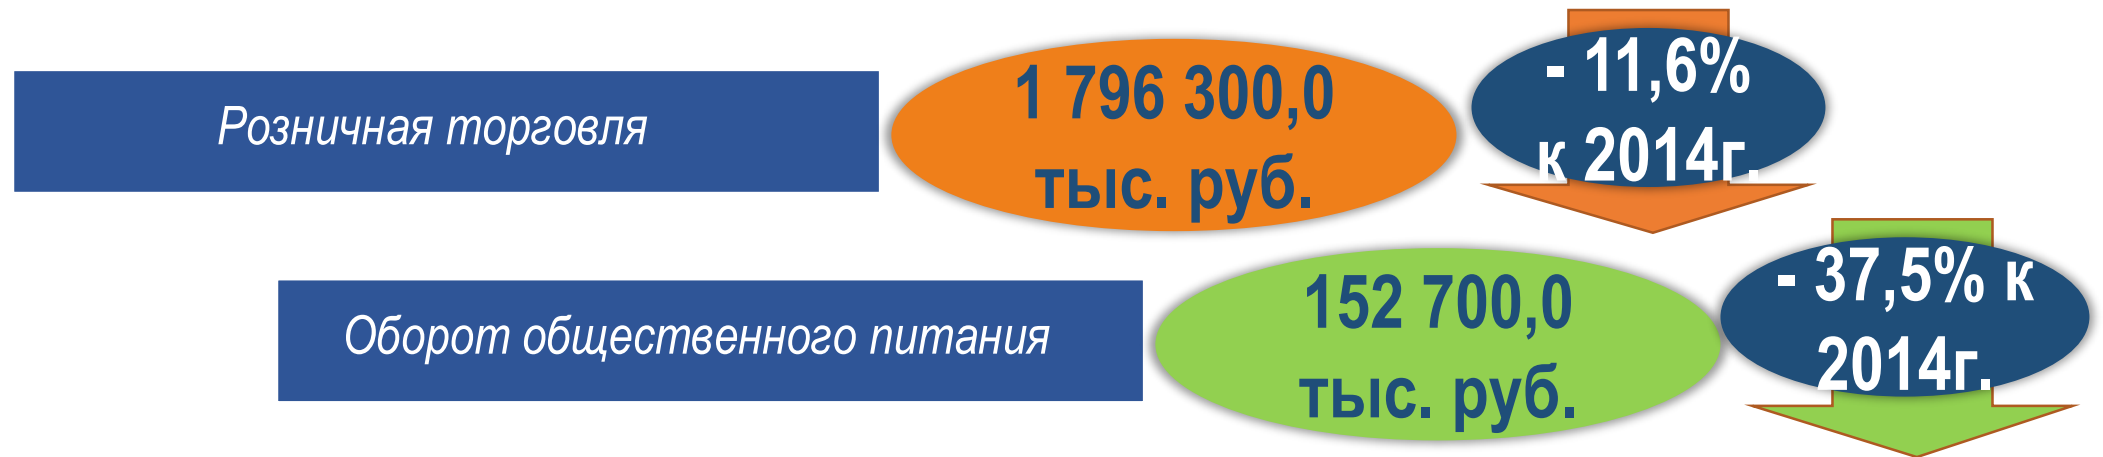 Розничная торговля
1 796 300,0
тыс. руб.
- 11,6%
к 2014г.
Оборот общественного питания
152 700,0
тыс. руб.
- 37,5% к
2014г.